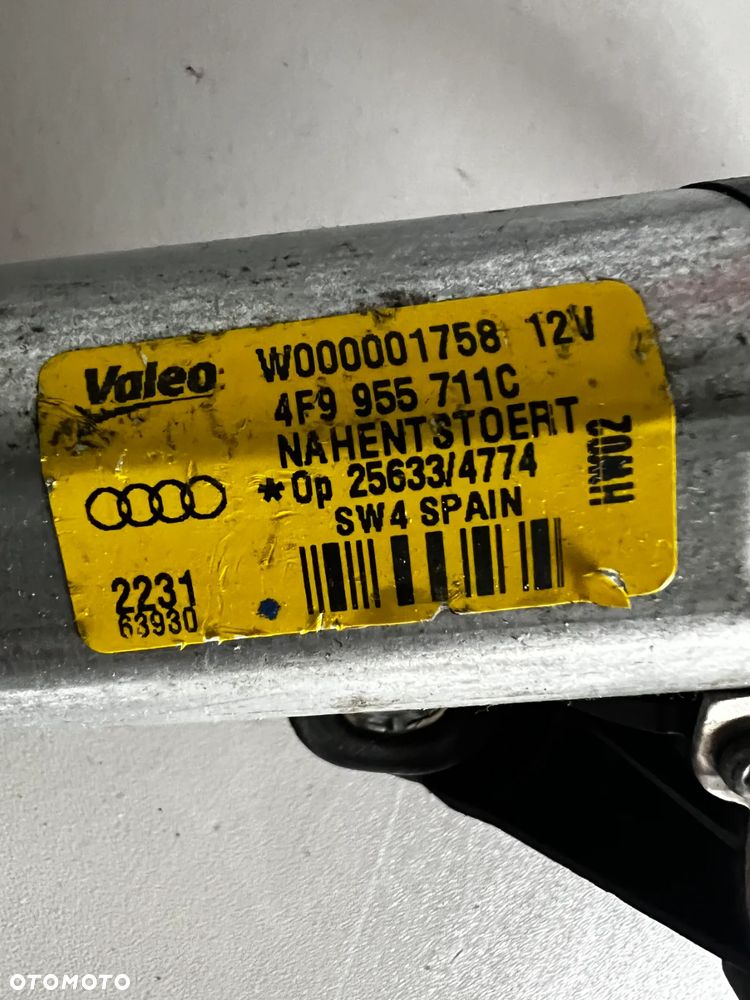 Valeo W000001758 12V
4F9 955 711C
NAHENTSTOERT
*Op 25633/4774
SW4 SPAIN
HW02
2231
63930
OTOMOTO